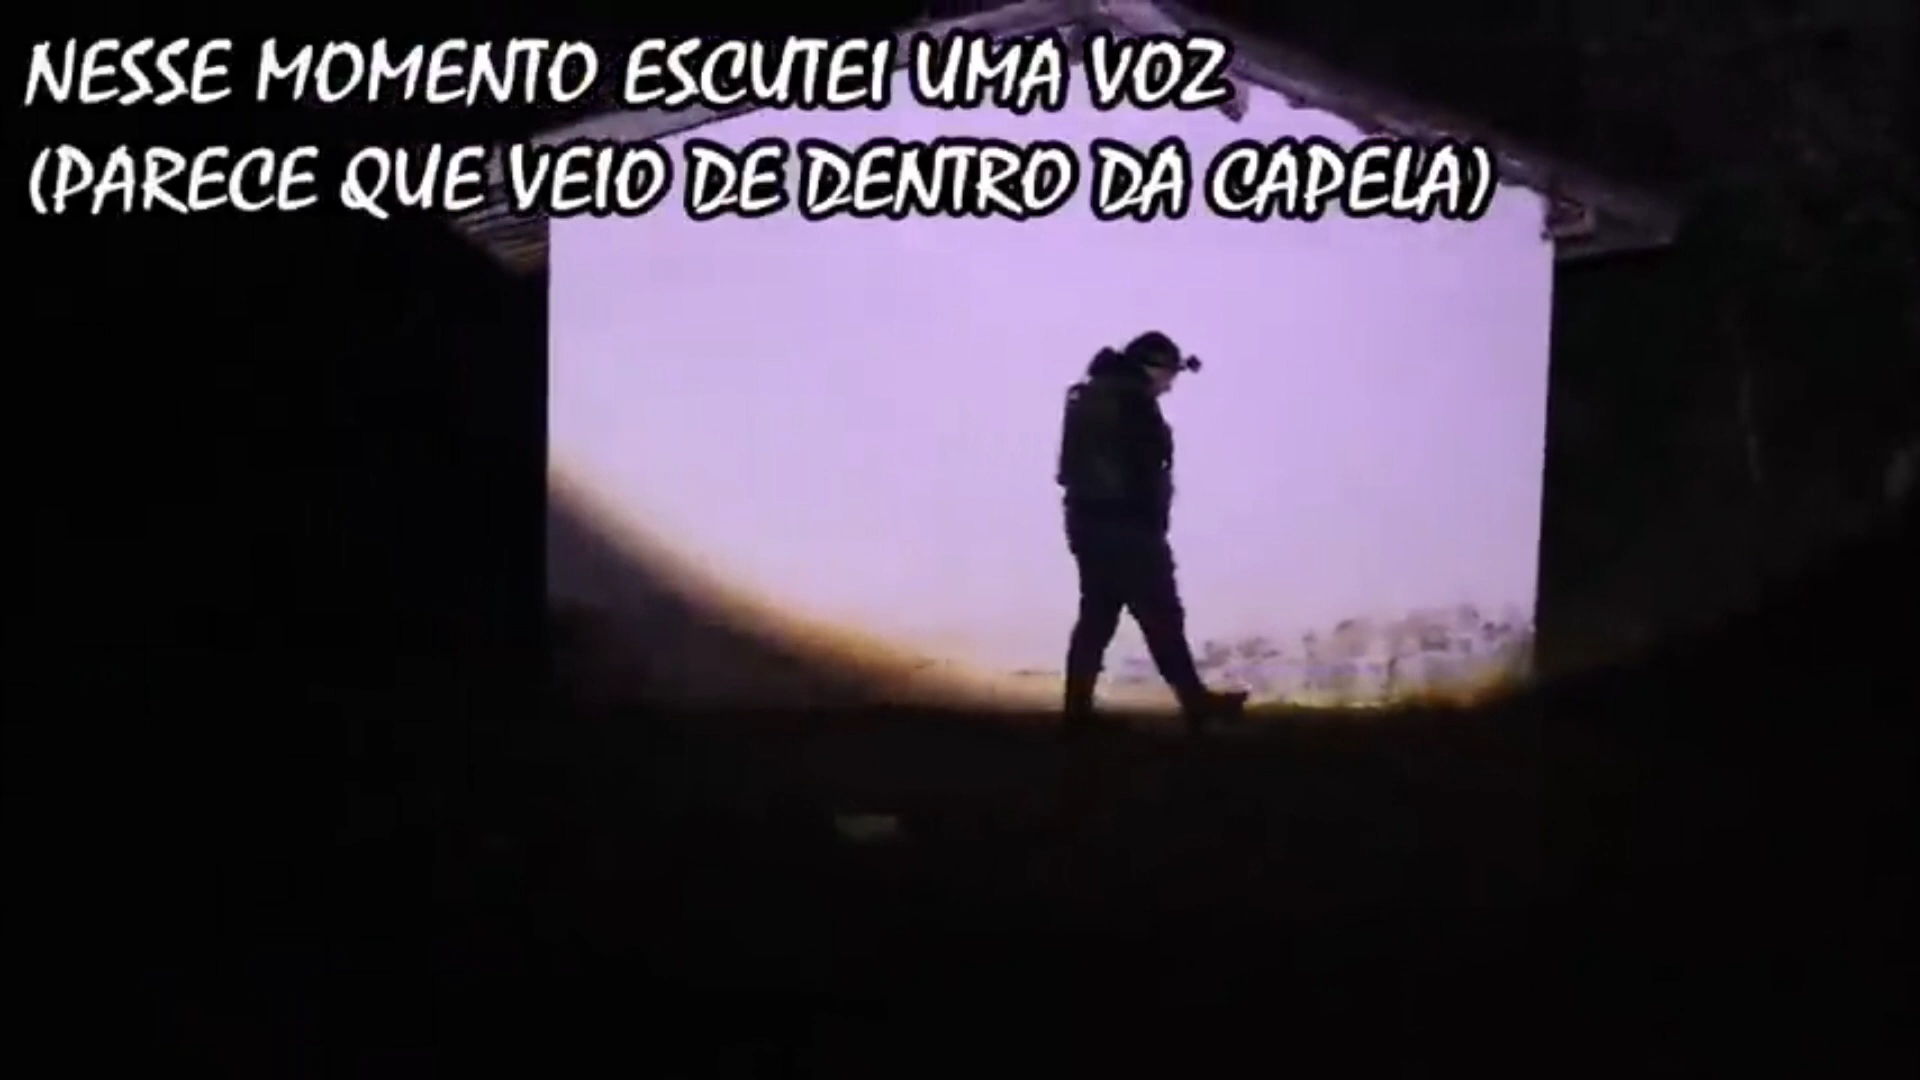 NESSE MOMENTO ESCUTEI UMA VOZ
(PARECE QUE VEIO DE DENTRO DA CAPELA)